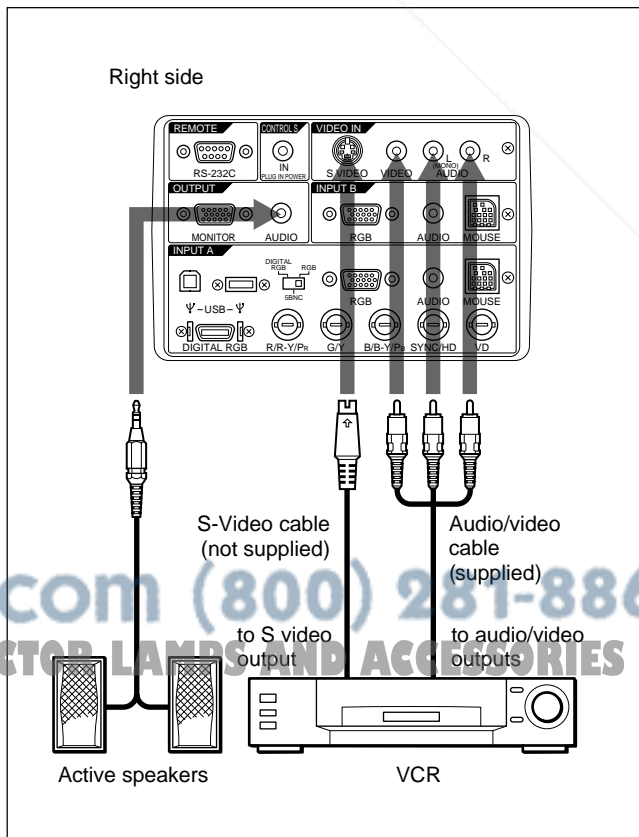 Right side
REMOTE
CONTROL S
VIDEO IN
RS-232C
IN
PLUG IN POWER
S VIDEO
VIDEO
L
(MONO)
AUDIO
R
OUTPUT
INPUT B
MONITOR
AUDIO
RGB
AUDIO
MOUSE
INPUT A
DIGITAL
RGB
RGB
5BNC
RGB
AUDIO
MOUSE
USB
DIGITAL RGB
R/R-Y/PR
G/Y
B/B-Y/PB
SYNC/HD
VD
S-Video cable
(not supplied)
Audio/video
cable
(supplied)
com (800) 281-886
CTOR LAMPS AND ACCESSORIES
to S video
output
to audio/video
outputs
Active speakers
VCR